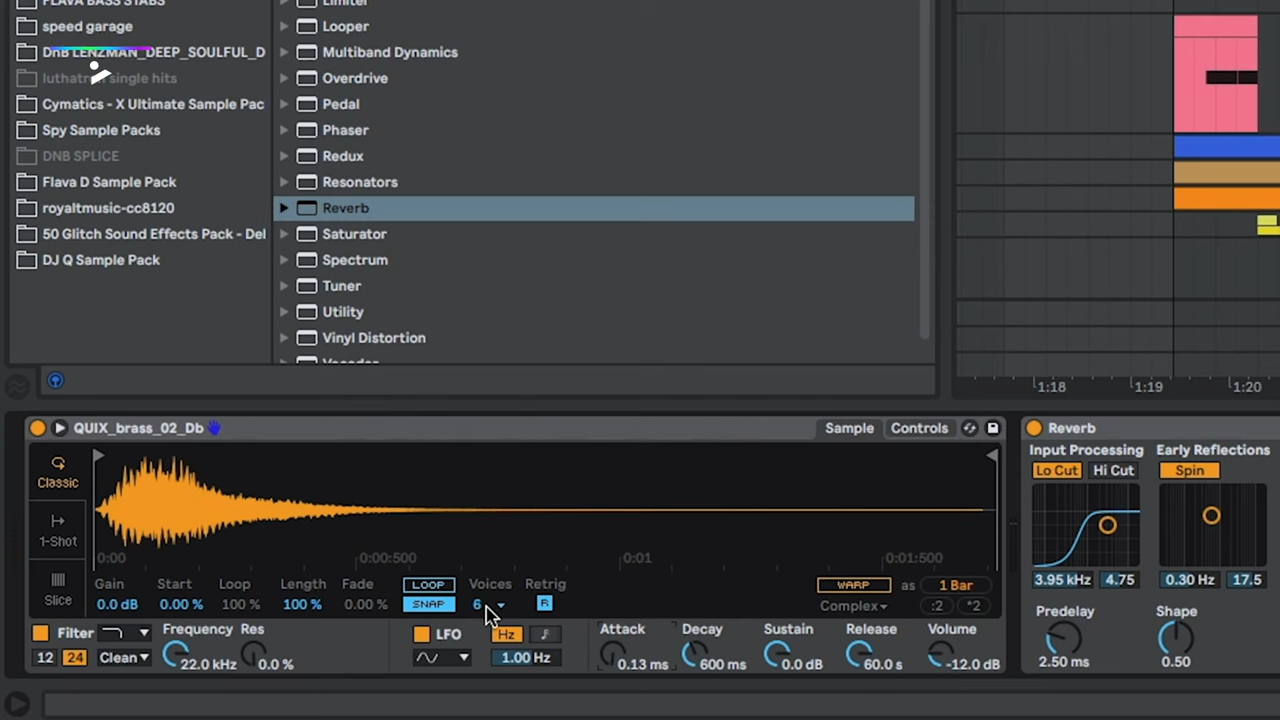 FLAVA BASS STABS
speed garage
DnB LENZMAN_DEEP_SOULFUL_D
single hits
Cymatics - X Ultimate Sample Pac
Spy Sample Packs
DNB SPLICE
Flava D Sample Pack
royaltmusic-cc8120
50 Glitch Sound Effects Pack - Del
DJ Q Sample Pack
Limiter
Looper
Multiband Dynamics
Overdrive
Pedal
Phaser
Redux
Resonators
Reverb
Saturator
Spectrum
Tuner
Utility
Vinyl Distortion
Vocoder
1:18 1:19 1:20
QUIX_brass_02_Db Sample Controls
Classic
1-Shot
Slice
0:00 0:00:500 0:01 0:01:500
Gain Start Loop Length Fade LOOP Voices Retrig WARP as 1 Bar
0.0 dB 0.00 % 100 % 100 % 0.00 % SNAP 6 R Complex :2 *2
Filter Frequency Res LFO Hz Attack Decay Sustain Release Volume
12 24 Clean 22.0 kHz 0.0 % 1.00 Hz 0.13 ms 600 ms 0.0 dB 60.0 s -12.0 dB
Reverb
Input Processing Early Reflections
Lo Cut Hi Cut Spin
3.95 kHz 4.75 0.30 Hz 17.5
Predelay Shape
2.50 ms 0.50